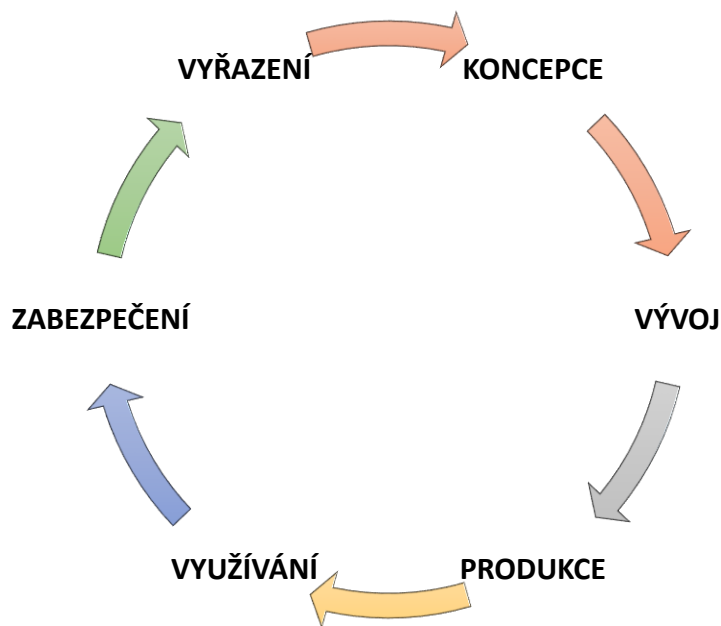 VYŘAZENÍ
KONCEPCE
ZABEZPEČENÍ
VÝVOJ
VYUŽÍVÁNÍ
PRODUKCE